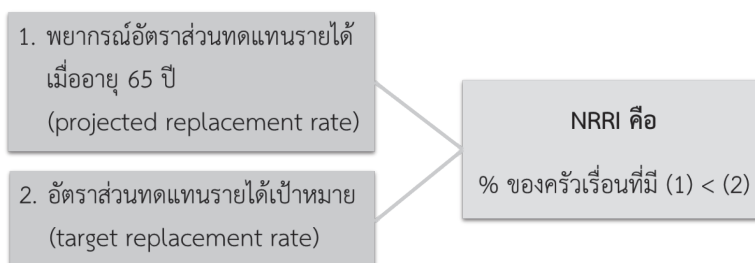 1. พยากรณ์อัตราส่วนทดแทนรายได้
เมื่ออายุ 65 ปี
(projected replacement rate)
2. อัตราส่วนทดแทนรายได้เป้าหมาย
(target replacement rate)
NRRI คือ
% ของครัวเรือนที่มี (1) < (2)